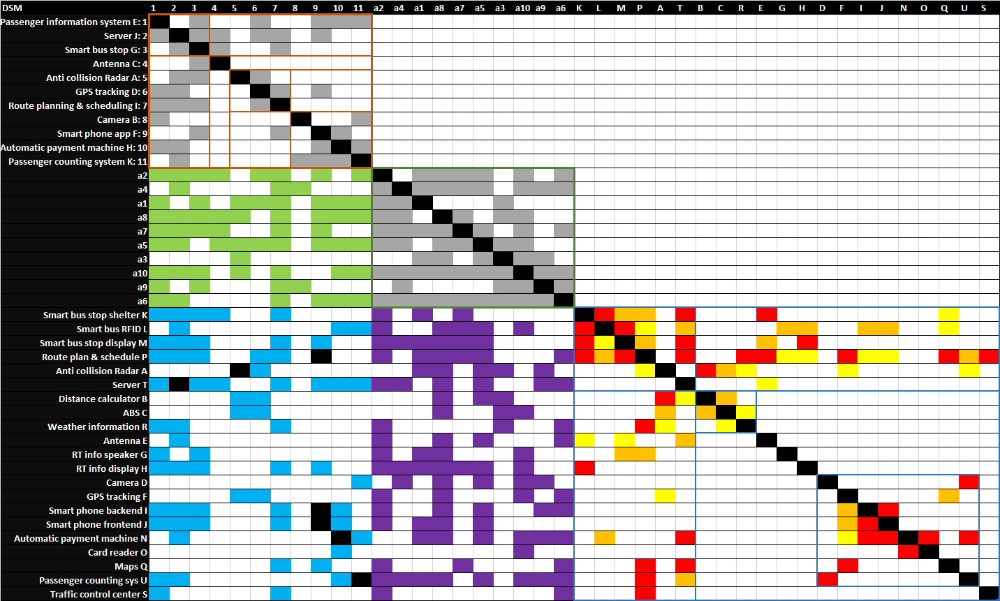 DSM 1 2 3 4 5 6 7 8 9 10 11 a2 a4 a1 a8 a7 a5 a3 a10 a9 a6 K L M P A T B C R E G H D F I J N O Q U S
Passenger information system E: 1
Server J: 2
Smart bus stop G: 3
Antenna C: 4
Anti collision Radar A: 5
GPS tracking D: 6
Route planning & scheduling I: 7
Camera B: 8
Smart phone app F: 9
Automatic payment machine H: 10
Passenger counting system K: 11
a2
a4
a1
a8
a7
a5
a3
a10
a9
a6
Smart bus stop shelter K
Smart bus RFID L
Smart bus stop display M
Route plan & schedule P
Anti collision Radar A
Server T
Distance calculator B
ABS C
Weather information R
Antenna E
RT info speaker G
RT info display H
Camera D
GPS tracking F
Smart phone backend I
Smart phone frontend J
Automatic payment machine N
Card reader O
Maps Q
Passenger counting sys U
Traffic control center S